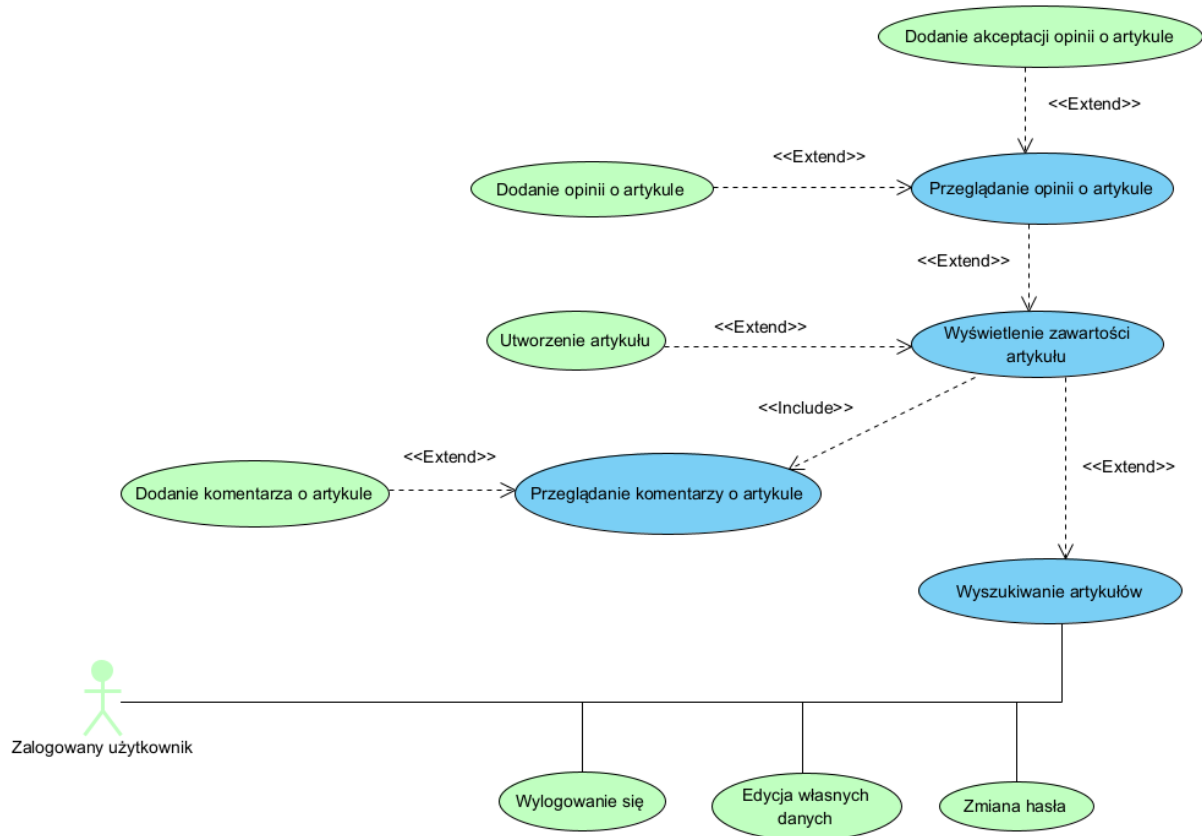 Dodanie akceptacji opinii o artykule
<<Extend>>
<<Extend>>
Dodanie opinii o artykule
Przeglądanie opinii o artykule
<<Extend>>
<<Extend>>
Utworzenie artykułu
Wyświetlenie zawartości
artykułu
<<Include>>
<<Extend>>
<<Extend>>
Dodanie komentarza o artykule
Przeglądanie komentarzy o artykule
Wyszukiwanie artykułów
Zalogowany użytkownik
Wylogowanie się
Edycja własnych
danych
Zmiana hasła